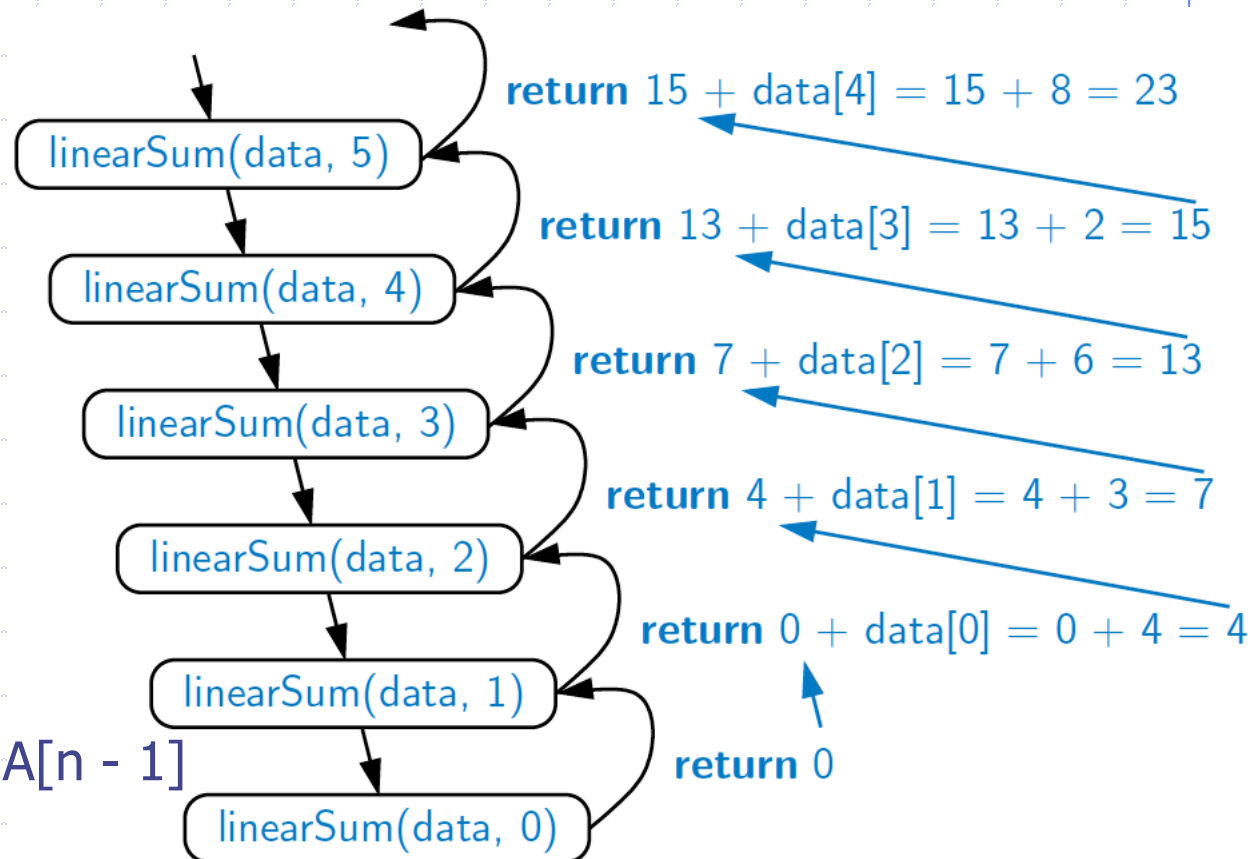 return 15 + data[4] = 15 + 8 = 23
linearSum(data, 5)
return 13 + data[3] = 13 + 2 = 15
linearSum(data, 4)
return 7 + data[2] = 7 + 6 = 13
linearSum(data, 3)
return 4 + data[1] = 4 + 3 = 7
linearSum(data, 2)
return 0 + data[0] = 0 + 4 = 4
linearSum(data, 1)
A[n - 1]
return 0
linearSum(data, 0)